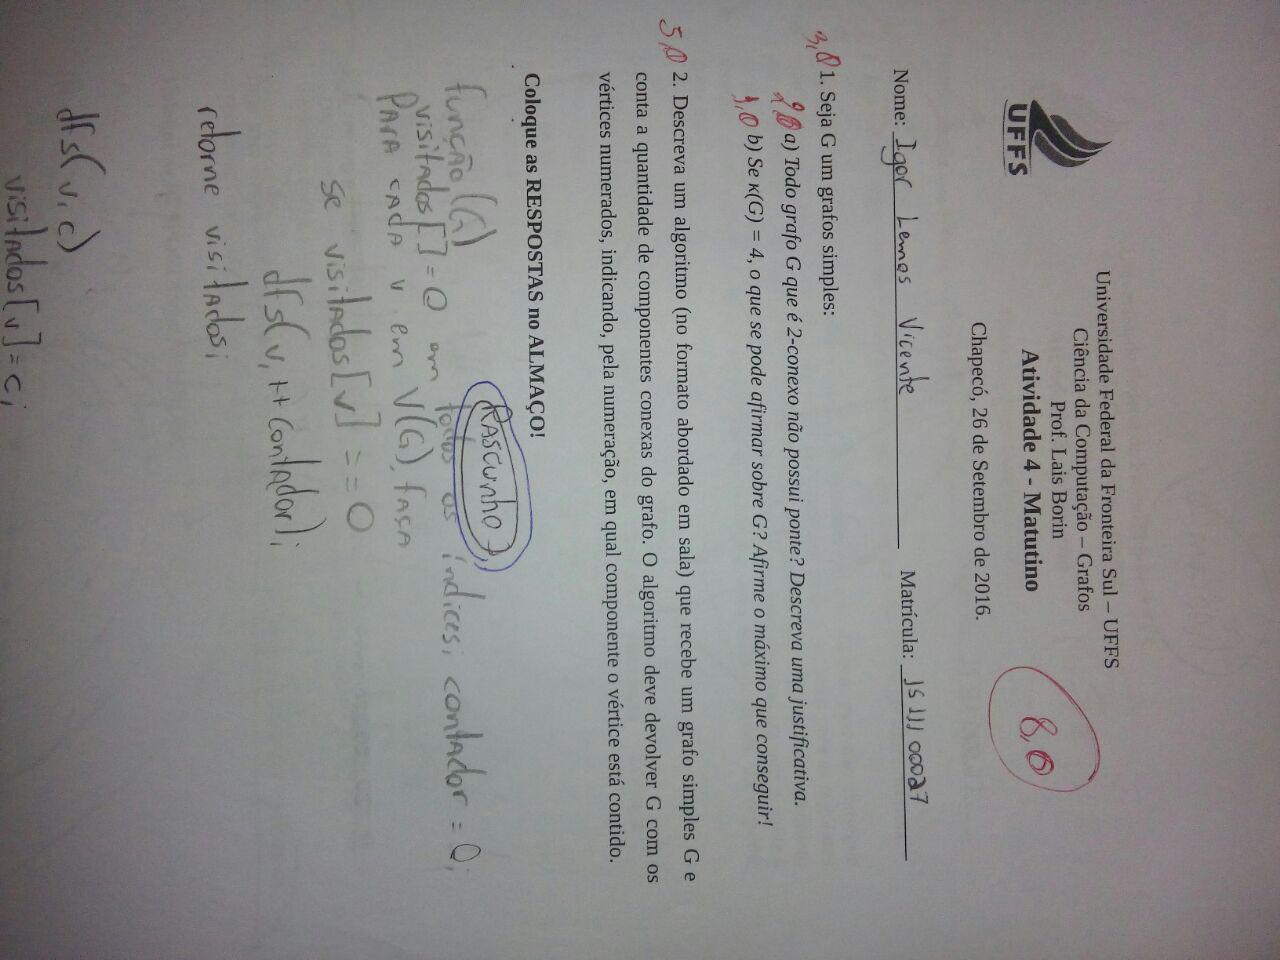 Universidade Federal da Fronteira Sul – UFFS
Ciência da Computação – Grafos
Prof. Lais Borin
Atividade 4 - Matutino
8,0
UFFS
Chapecó, 26 de Setembro de 2016.
Nome: Igor Lemos Vicente Matrícula: 1511100027
3,0 1. Seja G um grafos simples:
2,0 a) Todo grafo G que é 2-conexo não possui ponte? Descreva uma justificativa.
1,0 b) Se κ(G) = 4, o que se pode afirmar sobre G? Afirme o máximo que conseguir!
5,0 2. Descreva um algoritmo (no formato abordado em sala) que recebe um grafo simples G e
conta a quantidade de componentes conexas do grafo. O algoritmo deve devolver G com os
vértices numerados, indicando, pela numeração, em qual componente o vértice está contido.
Coloque as RESPOSTAS no ALMAÇO!
Rascunho
função(G)
visitados[]=0 em todos os índices; contador = 0;
Para cada v em V(G), faça
se visitados[v] == 0
dfs(v, ++contador);
retorne visitados;
dfs(v, c)
visitados[v]=c;